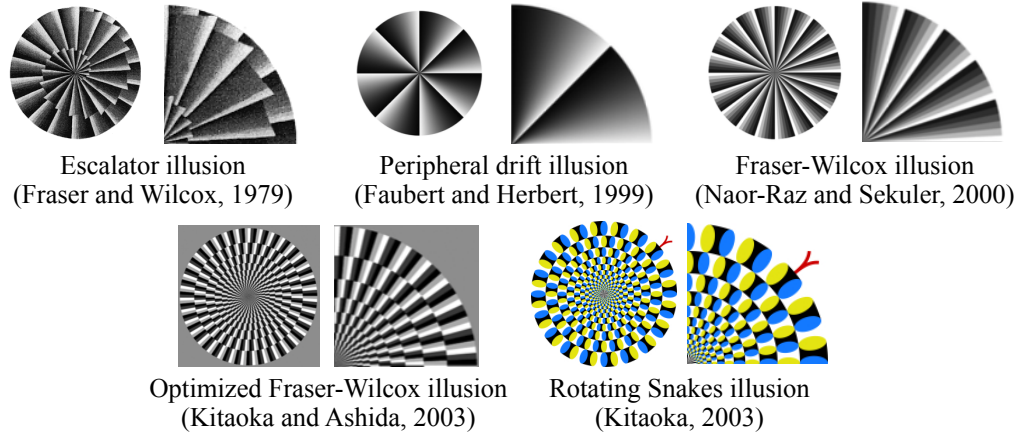 Escalator illusion
(Fraser and Wilcox, 1979)
Peripheral drift illusion
(Faubert and Herbert, 1999)
Fraser-Wilcox illusion
(Naor-Raz and Sekuler, 2000)
Optimized Fraser-Wilcox illusion
(Kitaoka and Ashida, 2003)
Rotating Snakes illusion
(Kitaoka, 2003)